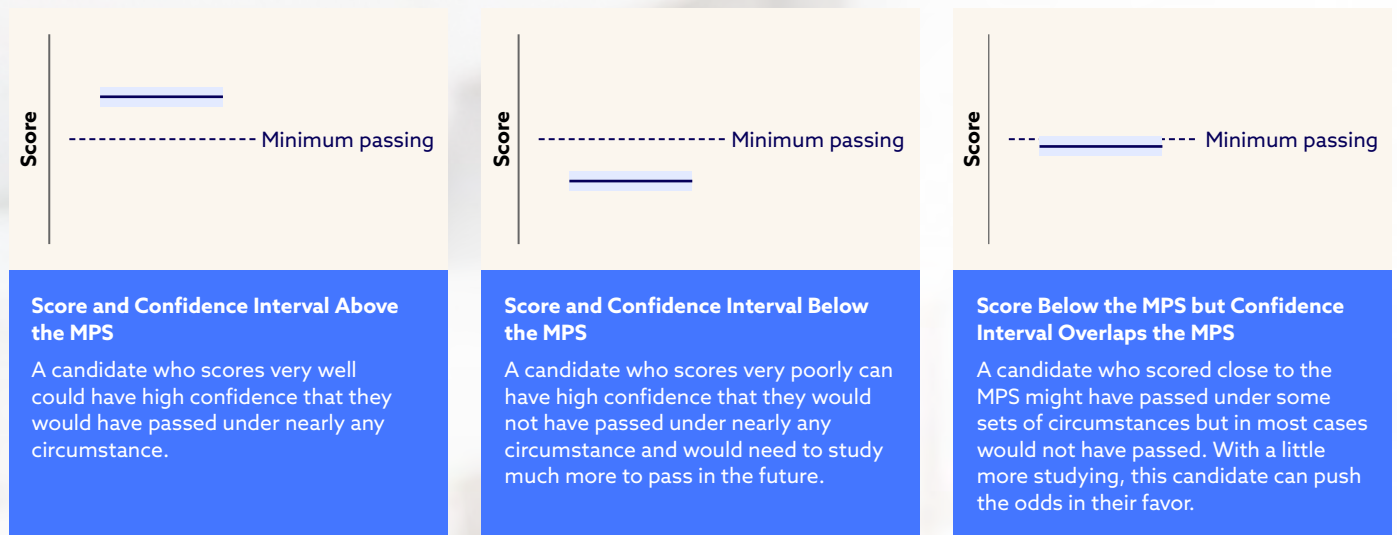 Score
Minimum passing
Score and Confidence Interval Above
the MPS
A candidate who scores very well
could have high confidence that they
would have passed under nearly any
circumstance.
Score
Minimum passing
Score and Confidence Interval Below
the MPS
A candidate who scores very poorly can
have high confidence that they would
not have passed under nearly any
circumstance and would need to study
much more to pass in the future.
Score
Minimum passing
Score Below the MPS but Confidence
Interval Overlaps the MPS
A candidate who scored close to the
MPS might have passed under some
sets of circumstances but in most cases
would not have passed. With a little
more studying, this candidate can push
the odds in their favor.